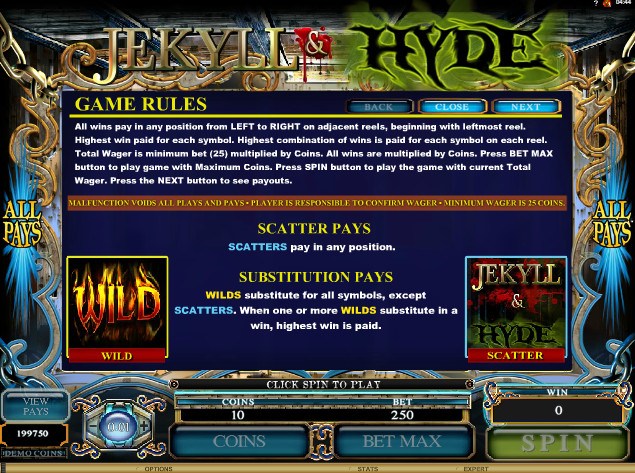 ? 04:44
JEKYLL & HYDE
GAME RULES BACK CLOSE NEXT
All wins pay in any position from LEFT to RIGHT on adjacent reels, beginning with leftmost reel.
Highest win paid for each symbol. Highest combination of wins is paid for each symbol on each reel.
Total Wager is minimum bet (25) multiplied by Coins. All wins are multiplied by Coins. Press BET MAX
button to play game with Maximum Coins. Press SPIN button to play the game with current Total
Wager. Press the NEXT button to see payouts.
MALFUNCTION VOIDS ALL PLAYS AND PAYS • PLAYER IS RESPONSIBLE TO CONFIRM WAGER • MINIMUM WAGER IS 25 COINS.
ALL
PAYS
ALL
PAYS
SCATTER PAYS
SCATTERS pay in any position.
SUBSTITUTION PAYS
WILDS substitute for all symbols, except
SCATTERS. When one or more WILDS substitute in a
win, highest win is paid.
WILD
WILD
JEKYLL
&
HYDE
SCATTER
CLICK SPIN TO PLAY
VIEW
PAYS
199750
DEMO COINS
0.01 +
COINS BET
10 250
WIN
0
COINS BET MAX SPIN
OPTIONS STATS EXPERT